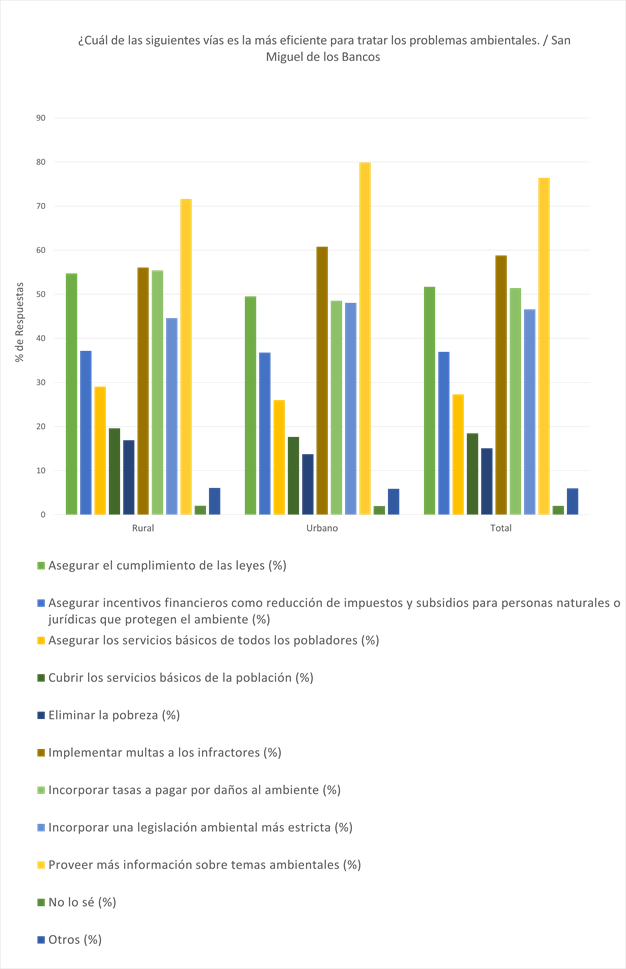 ¿Cuál de las siguientes vías es la más eficiente para tratar los problemas ambientales. / San
Miguel de los Bancos
90
80
70
60
50
40
30
20
10
0
% de Respuestas
Rural
Urbano
Total
Asegurar el cumplimiento de las leyes (%)
Asegurar incentivos financieros como reducción de impuestos y subsidios para personas naturales o
jurídicas que protegen el ambiente (%)
Asegurar los servicios básicos de todos los pobladores (%)
Cubrir los servicios básicos de la población (%)
Eliminar la pobreza (%)
Implementar multas a los infractores (%)
Incorporar tasas a pagar por daños al ambiente (%)
Incorporar una legislación ambiental más estricta (%)
Proveer más información sobre temas ambientales (%)
No lo sé (%)
Otros (%)